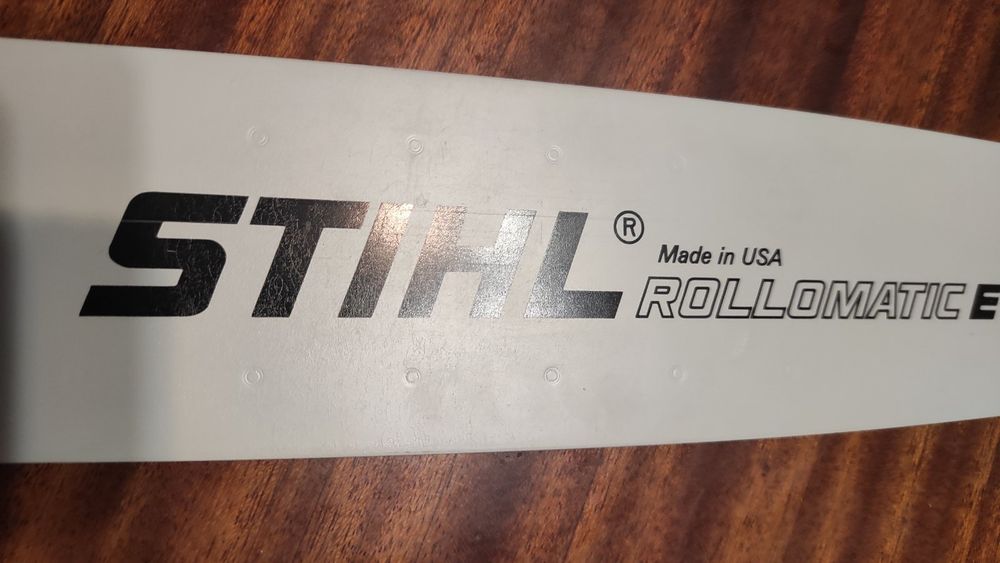 STIHL®
Made in USA
ROLLOMATIC E